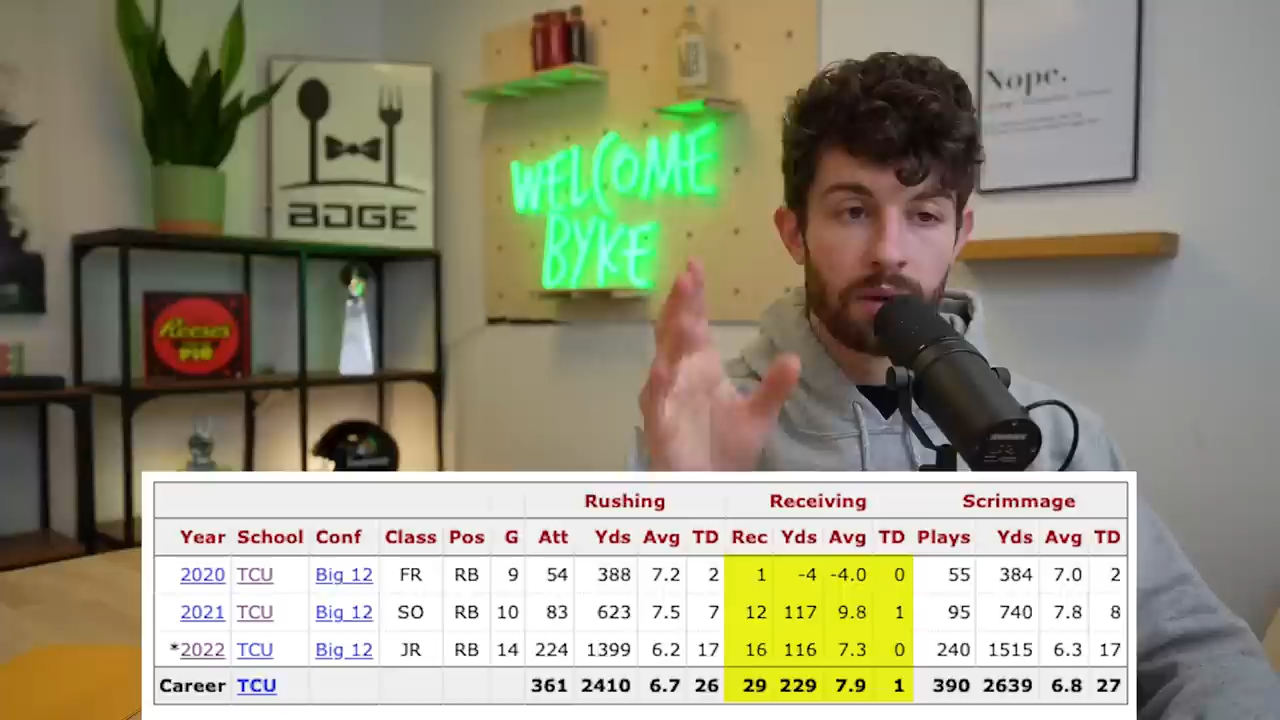 Nope.
BDGE
WELCOME
BYKE
Reese's
PIE
Rushing Receiving Scrimmage
Year School Conf Class Pos G Att Yds Avg TD Rec Yds Avg TD Plays Yds Avg TD
2020 TCU Big 12 FR RB 9 54 388 7.2 2 1 -4 -4.0 0 55 384 7.0 2
2021 TCU Big 12 SO RB 10 83 623 7.5 7 12 117 9.8 1 95 740 7.8 8
*2022 TCU Big 12 JR RB 14 224 1399 6.2 17 16 116 7.3 0 240 1515 6.3 17
Career TCU 361 2410 6.7 26 29 229 7.9 1 390 2639 6.8 27